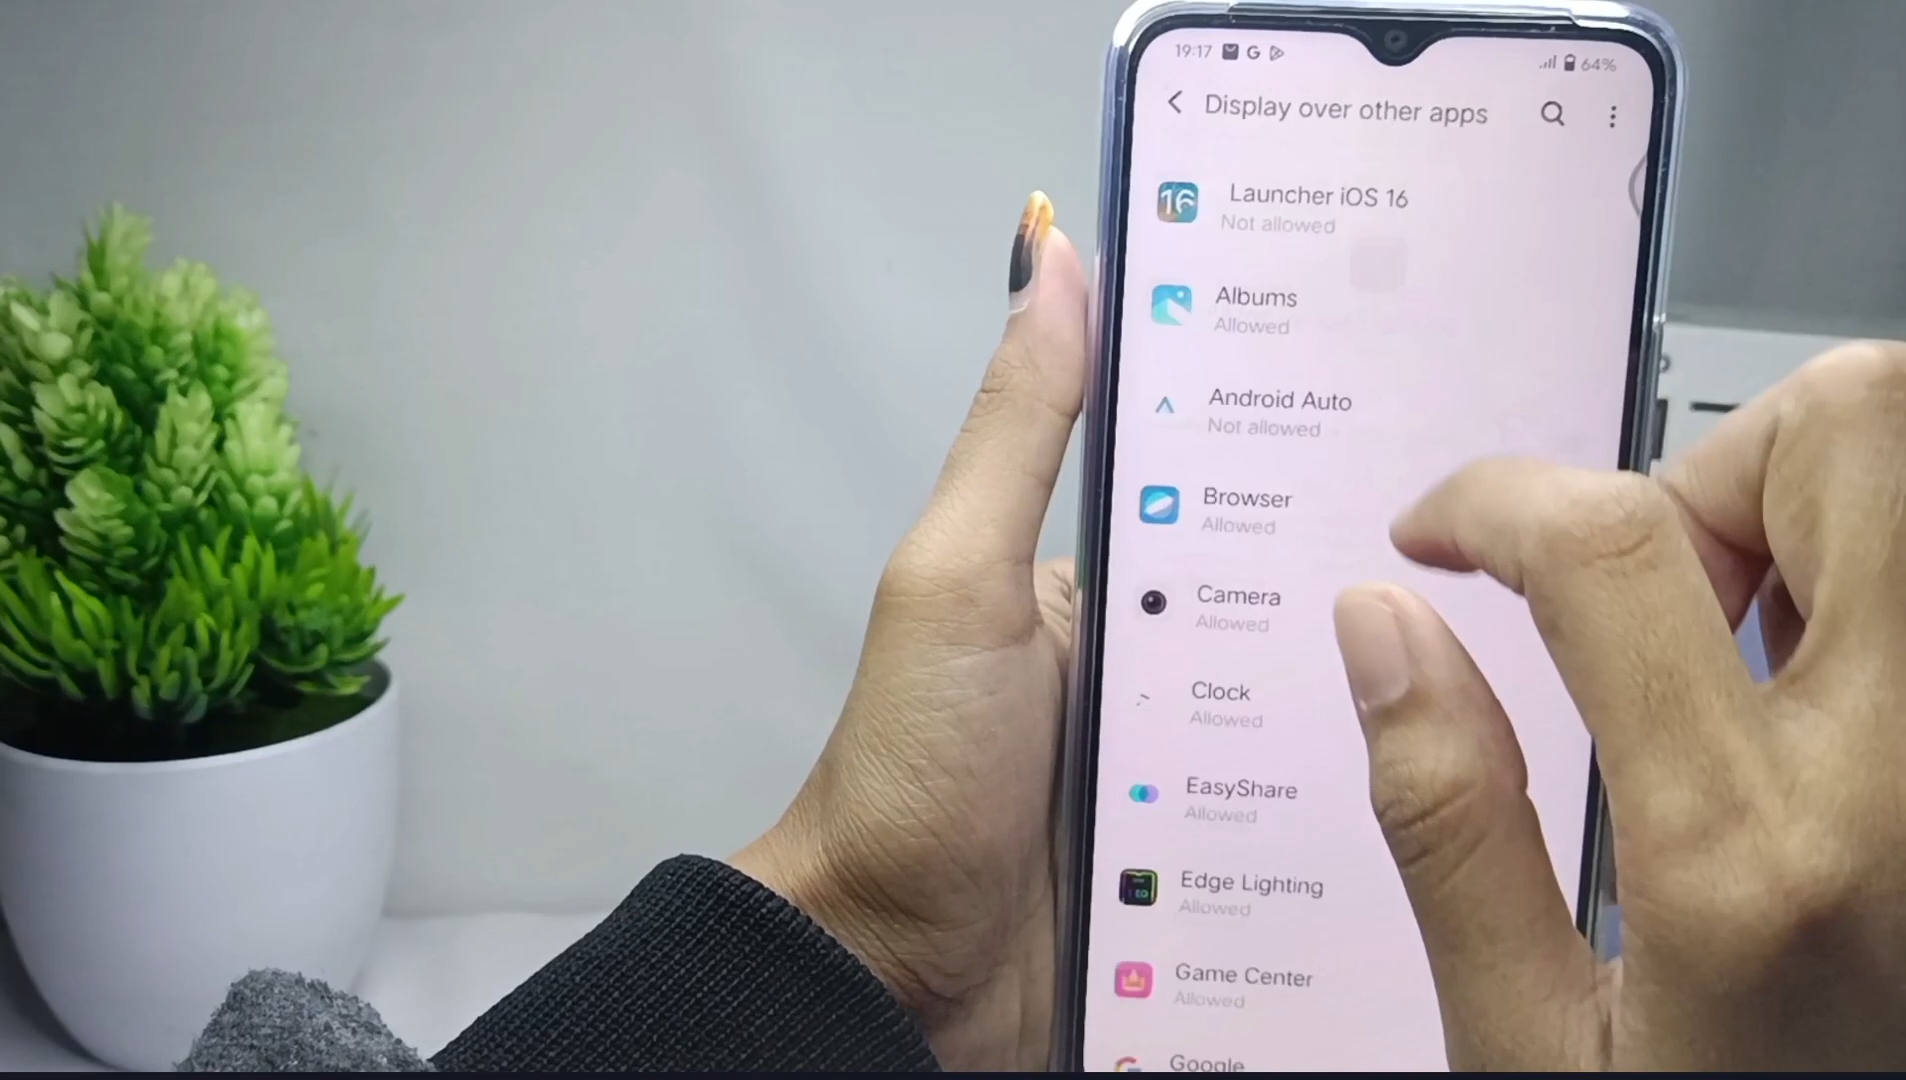 19:17 G 64%
Display over other apps
16 Launcher iOS 16
Not allowed
Albums
Allowed
Android Auto
Not allowed
Browser
Allowed
Camera
Allowed
Clock
Allowed
EasyShare
Allowed
Edge Lighting
Allowed
Game Center
Allowed
Google